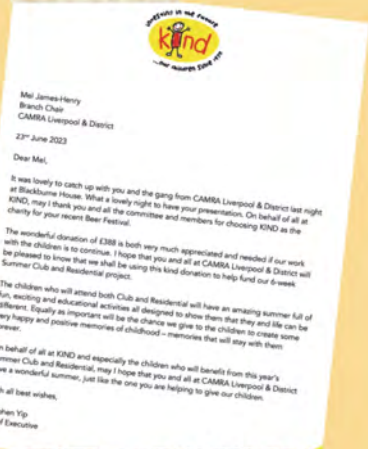 investing in the future
kind
...our children since 1975
Mel James-Henry
Branch Chair
CAMRA Liverpool & District
23rd June 2023
Dear Mel,
It was lovely to catch up with you and the gang from CAMRA Liverpool & District last night
at Blackburne House. What a lovely night to have your presentation. On behalf of all at
KIND, may I thank you and all the committee and members for choosing KIND as the
charity for your recent Beer Festival.
The wonderful donation of £388 is both very much appreciated and needed if our work
with the children is to continue. I hope that you and all at CAMRA Liverpool & District will
be pleased to know that we shall be using this kind donation to help fund our 6-week
Summer Club and Residential project.
The children who will attend both Club and Residential will have an amazing summer full of
fun, exciting and educational activities all designed to show them that they and life can be
different. Equally as important will be the chance we give to the children to create some
very happy and positive memories of childhood – memories that will stay with them
rever.
n behalf of all at KIND and especially the children who will benefit from this year's
mmer Club and Residential, may I hope that you and all at CAMRA Liverpool & District
ve a wonderful summer, just like the one you are helping to give our children.
h all best wishes,
phen Yip
ef Executive